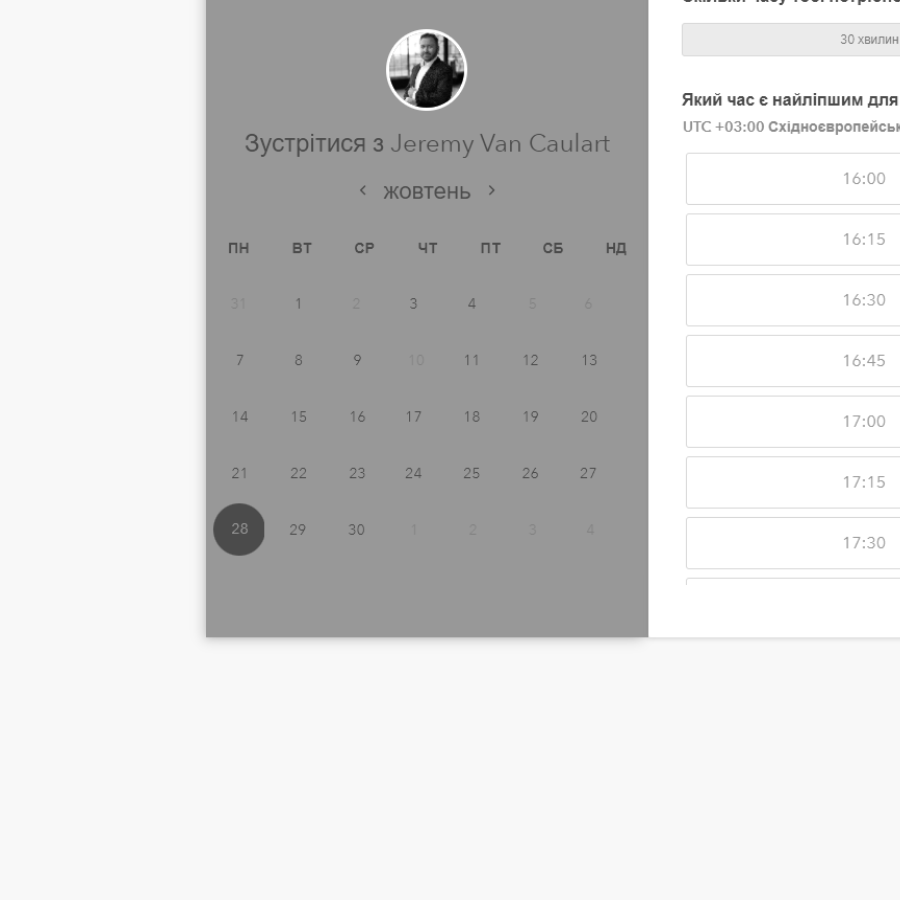 Зустрітися з Jeremy Van Caulart
жовтень
ПН ВТ СР ЧТ ПТ СБ НД
31 1 2 3 4 5 6
7 8 9 10 11 12 13
14 15 16 17 18 19 20
21 22 23 24 25 26 27
28 29 30 1 2 3 4
30 хвилин
Який час є найліпшим для
UTC +03:00 Східноєвропейськ
16:00
16:15
16:30
16:45
17:00
17:15
17:30